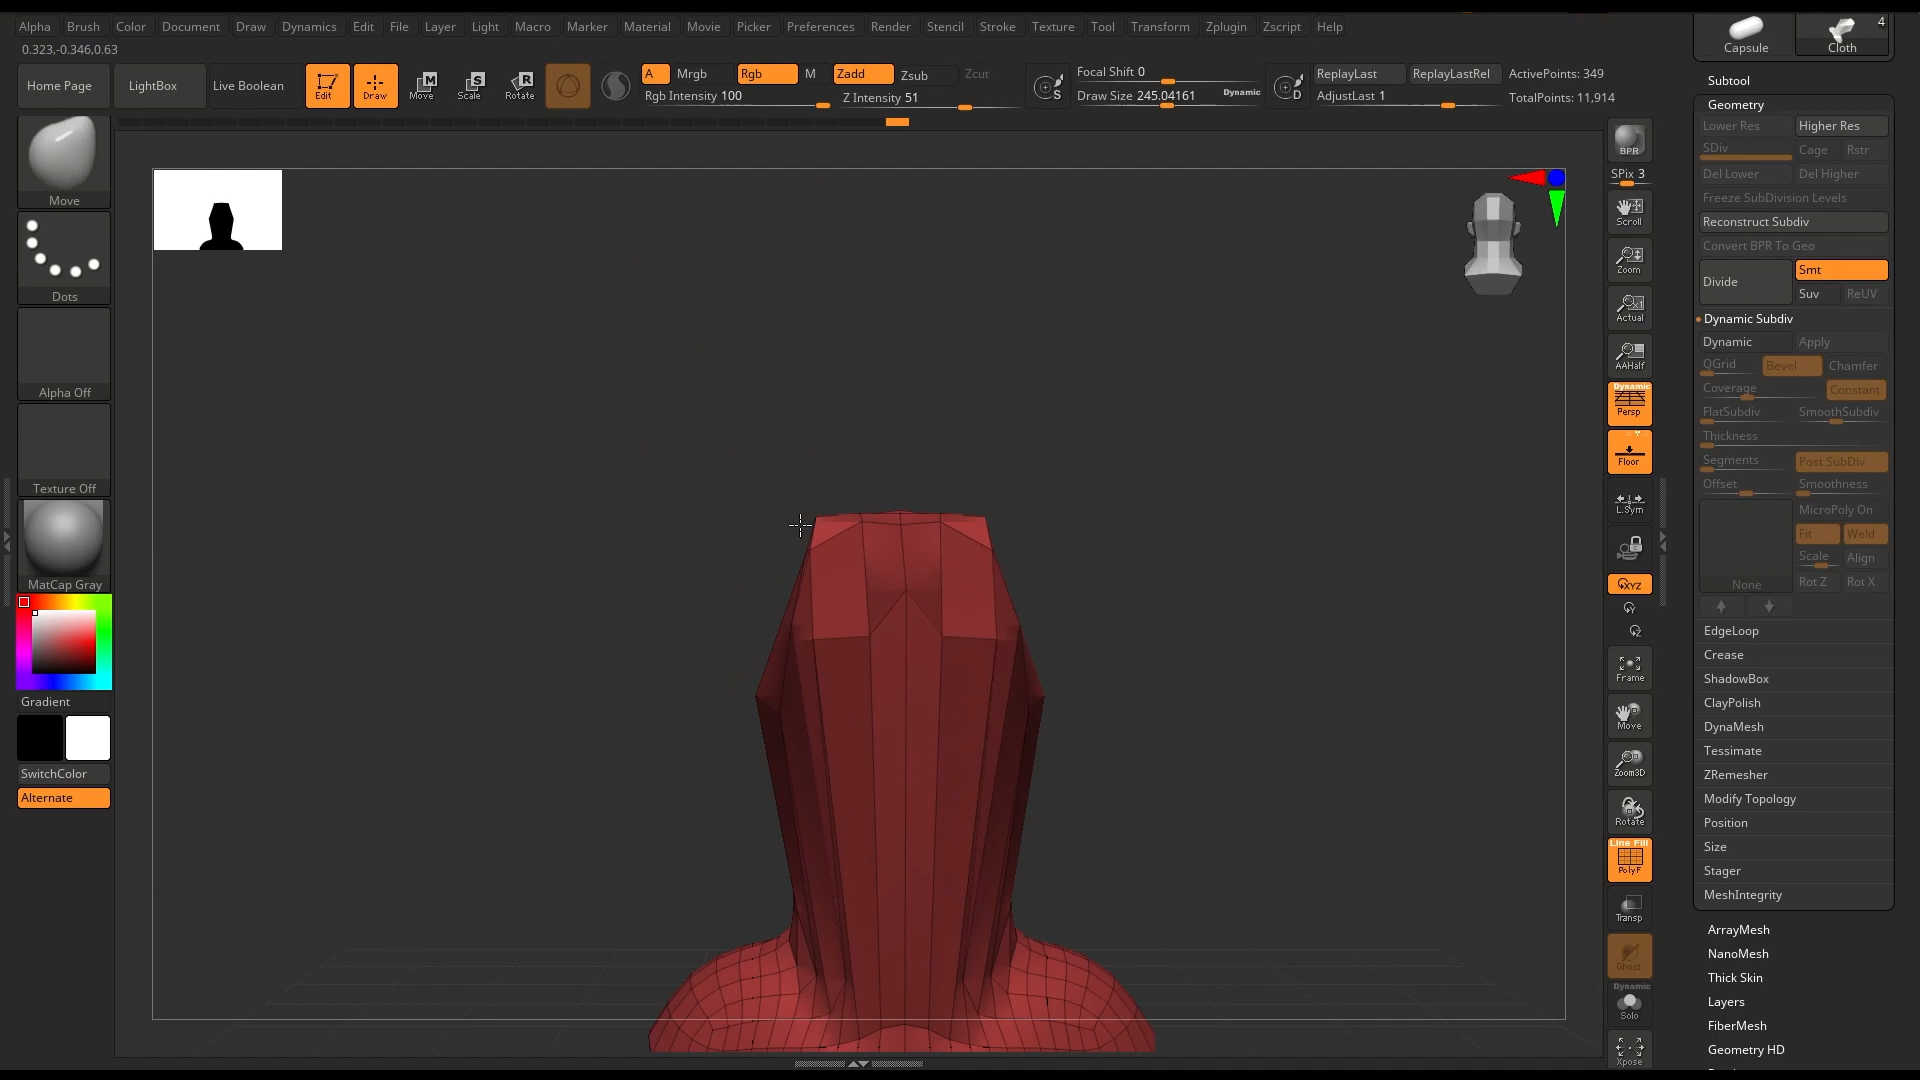 Alpha Brush Color Document Draw Dynamics Edit File Layer Light Macro Marker Material Movie Picker Preferences Render Stencil Stroke Texture Tool Transform Zplugin Zscript Help
0.323,-0.346,0.63
Home Page LightBox Live Boolean Edit Draw Move Scale Rotate
M S R
A Mrgb Rgb M Zadd Zsub Zcut
Rgb Intensity 100 Z Intensity 51
S
Focal Shift 0
Draw Size 245.04161 Dynamic
D
ReplayLast ReplayLastRel ActivePoints: 349
AdjustLast 1 TotalPoints: 11,914
Move
Dots
Alpha Off
Texture Off
MatCap Gray
Gradient
SwitchColor
Alternate
BPR
SPix 3
Scroll
Zoom
Actual
AAHalf
Dynamic
Persp
Floor
L.Sym
XYZ
Y
Z
Frame
Move
Zoom3D
Rotate
Line Fill
PolyF
Transp
Ghost
Dynamic
Solo
Xpose
4
Capsule Cloth
Subtool
Geometry
Lower Res Higher Res
SDiv Cage Rstr
Del Lower Del Higher
Freeze SubDivision Levels
Reconstruct Subdiv
Convert BPR To Geo
Divide Smt
Suv ReUV
Dynamic Subdiv
Dynamic Apply
QGrid Bevel Chamfer
Coverage Constant
FlatSubdiv SmoothSubdiv
Thickness
Segments Post SubDiv
Offset Smoothness
MicroPoly On
Fit Weld
Scale Align
None Rot Z Rot X
EdgeLoop
Crease
ShadowBox
ClayPolish
DynaMesh
Tessimate
ZRemesher
Modify Topology
Position
Size
Stager
MeshIntegrity
ArrayMesh
NanoMesh
Thick Skin
Layers
FiberMesh
Geometry HD